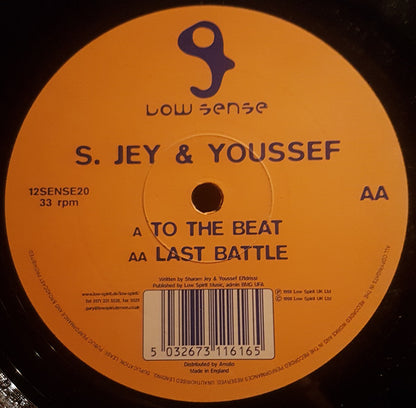 Low sense
S. JEY & YOUSSEF
12SENSE20
33 rpm
AA
A TO THE BEAT
AA LAST BATTLE
Written by Sharam Jey & Youssef
Published by Low Spirit Music, admin BMG UFA
℗ 1998 Low Spirit UK Ltd
© 1998 Low Spirit UK Ltd
5 032673 116165
Distributed by
Made in England